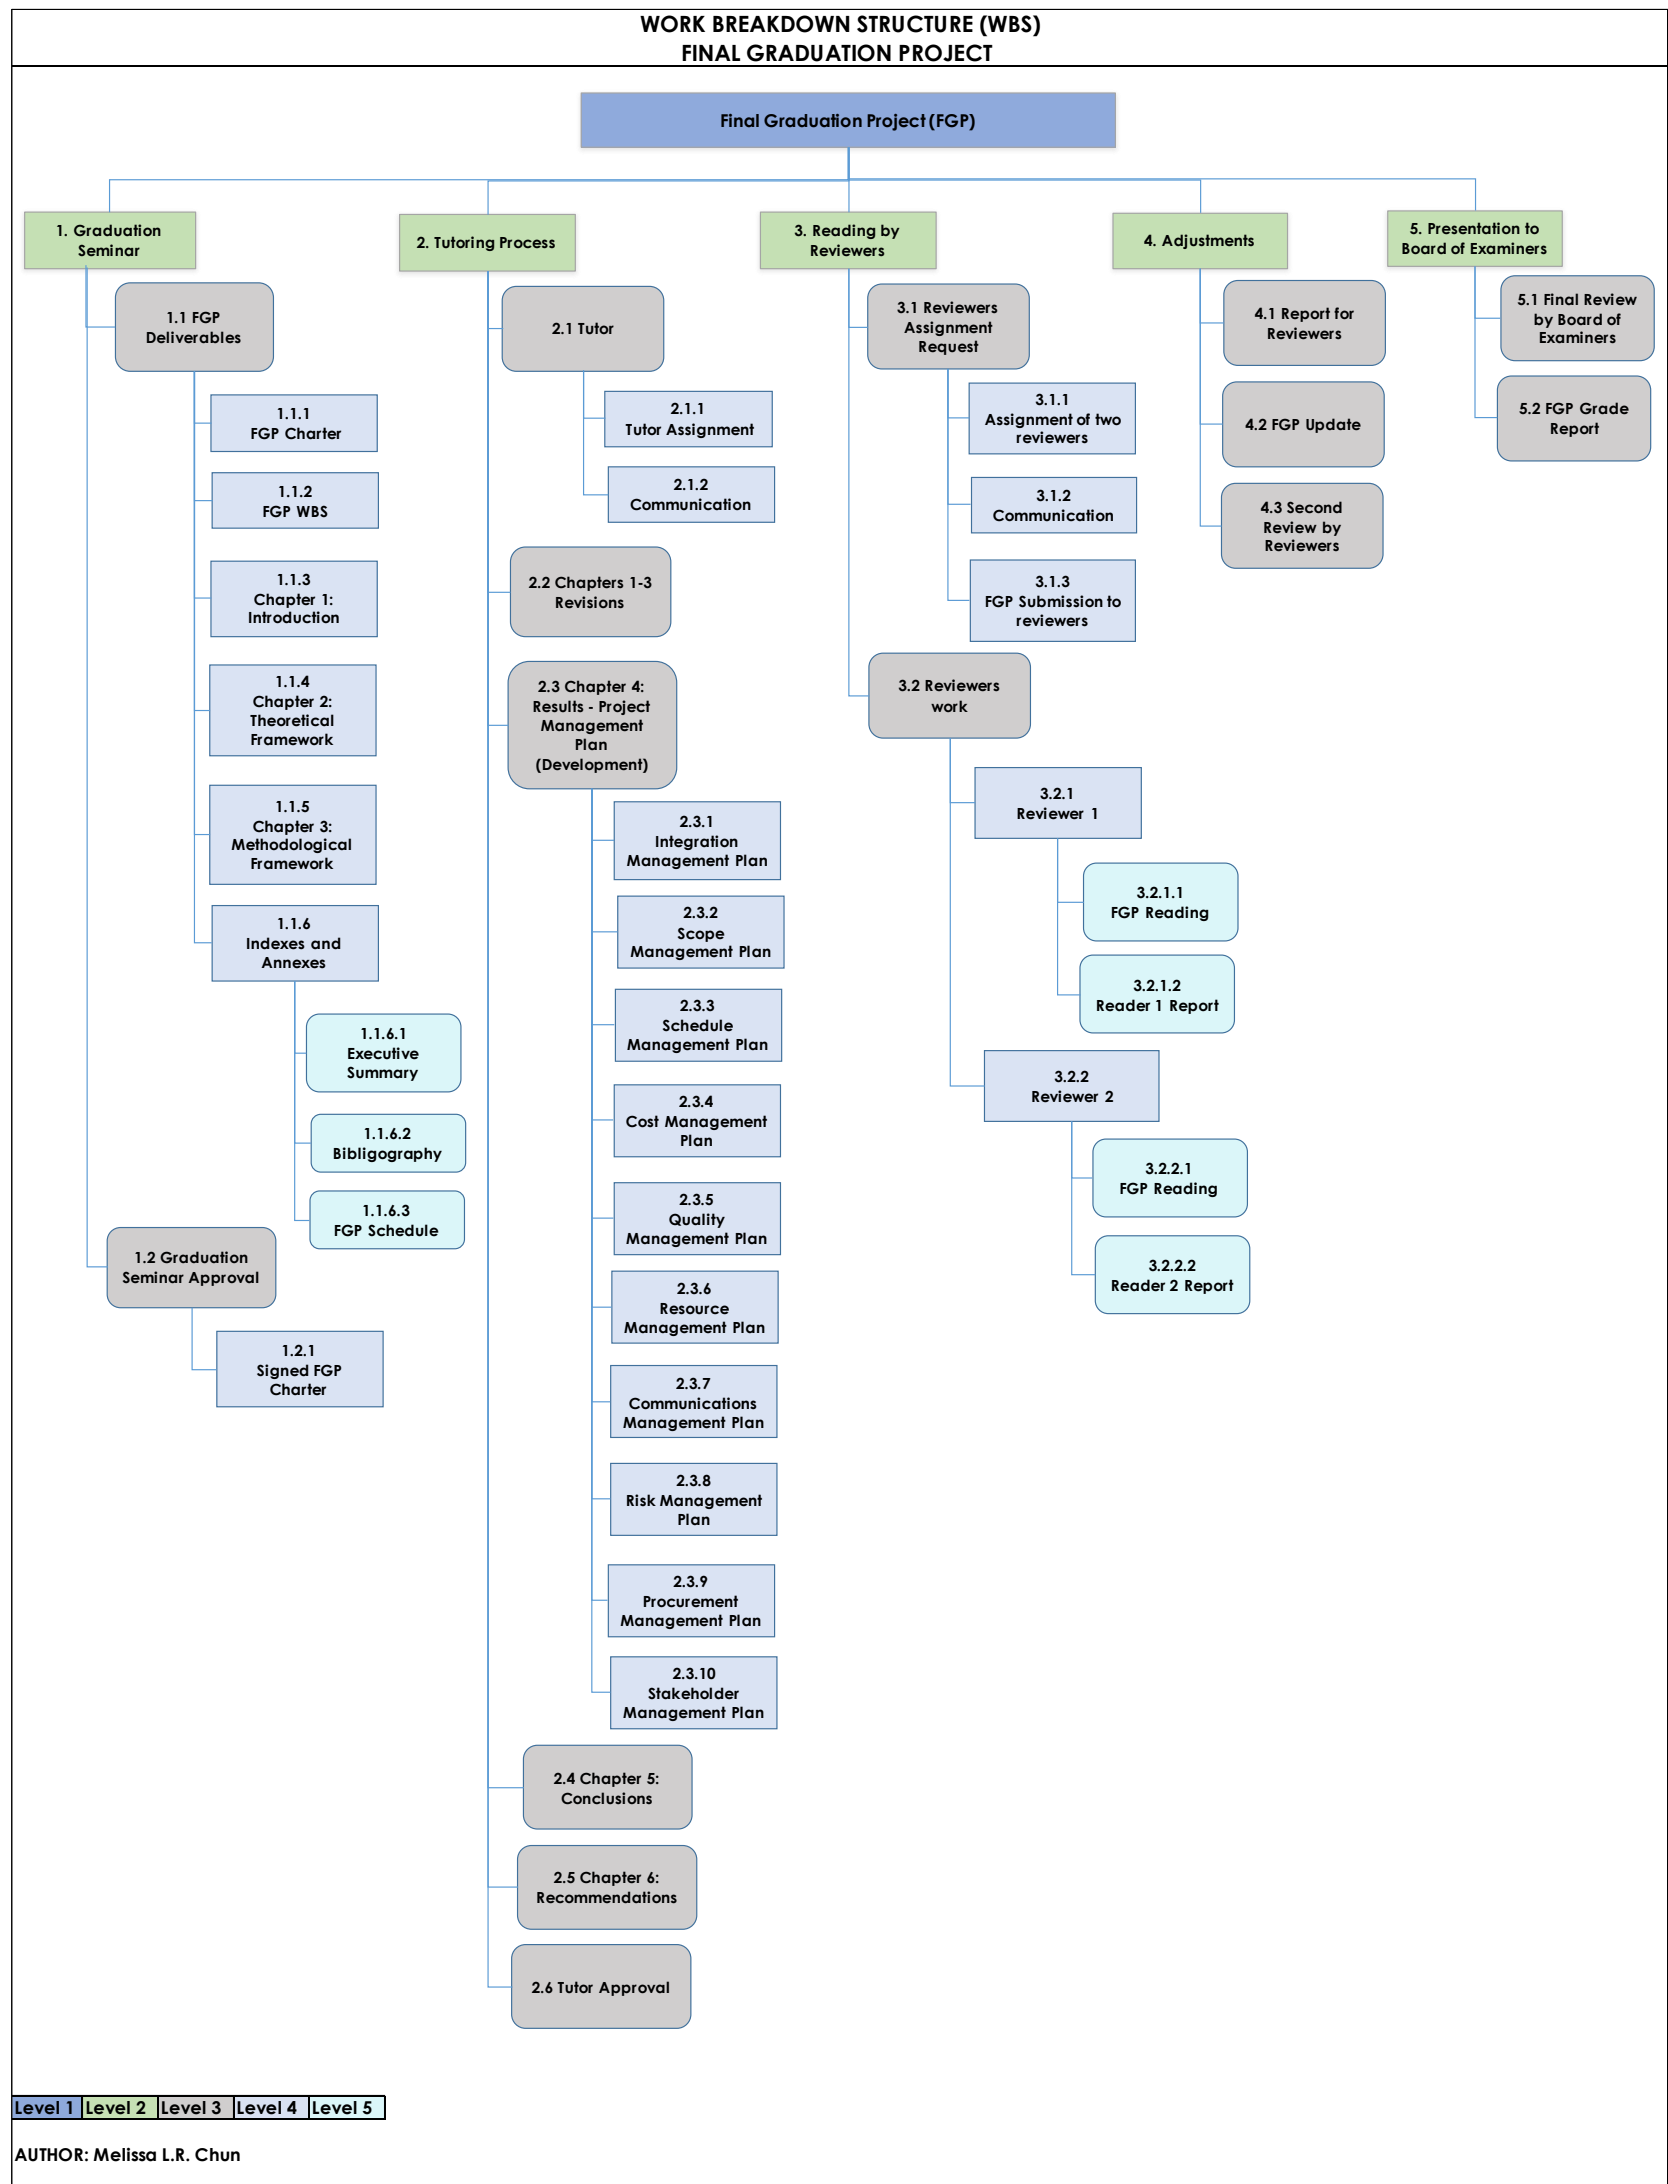 WORK BREAKDOWN STRUCTURE (WBS)
FINAL GRADUATION PROJECT
Final Graduation Project (FGP)
1. Graduation
Seminar
1.1 FGP
Deliverables
1.1.1
FGP Charter
1.1.2
FGP WBS
1.1.3
Chapter 1:
Introduction
1.1.4
Chapter 2:
Theoretical
Framework
1.1.5
Chapter 3:
Methodological
Framework
1.1.6
Indexes and
Annexes
1.1.6.1
Executive
Summary
1.1.6.2
Bibligography
1.1.6.3
FGP Schedule
1.2 Graduation
Seminar Approval
1.2.1
Signed FGP
Charter
2. Tutoring Process
2.1 Tutor
2.1.1
Tutor Assignment
2.1.2
Communication
2.2 Chapters 1-3
Revisions
2.3 Chapter 4:
Results - Project
Management
Plan
(Development)
2.3.1
Integration
Management Plan
2.3.2
Scope
Management Plan
2.3.3
Schedule
Management Plan
2.3.4
Cost Management
Plan
2.3.5
Quality
Management Plan
2.3.6
Resource
Management Plan
2.3.7
Communications
Management Plan
2.3.8
Risk Management
Plan
2.3.9
Procurement
Management Plan
2.3.10
Stakeholder
Management Plan
2.4 Chapter 5:
Conclusions
2.5 Chapter 6:
Recommendations
2.6 Tutor Approval
3. Reading by
Reviewers
3.1 Reviewers
Assignment
Request
3.1.1
Assignment of two
reviewers
3.1.2
Communication
3.1.3
FGP Submission to
reviewers
3.2 Reviewers
work
3.2.1
Reviewer 1
3.2.1.1
FGP Reading
3.2.1.2
Reader 1 Report
3.2.2
Reviewer 2
3.2.2.1
FGP Reading
3.2.2.2
Reader 2 Report
4. Adjustments
4.1 Report for
Reviewers
4.2 FGP Update
4.3 Second
Review by
Reviewers
5. Presentation to
Board of Examiners
5.1 Final Review
by Board of
Examiners
5.2 FGP Grade
Report
Level 1 Level 2 Level 3 Level 4 Level 5
AUTHOR: Melissa L.R. Chun